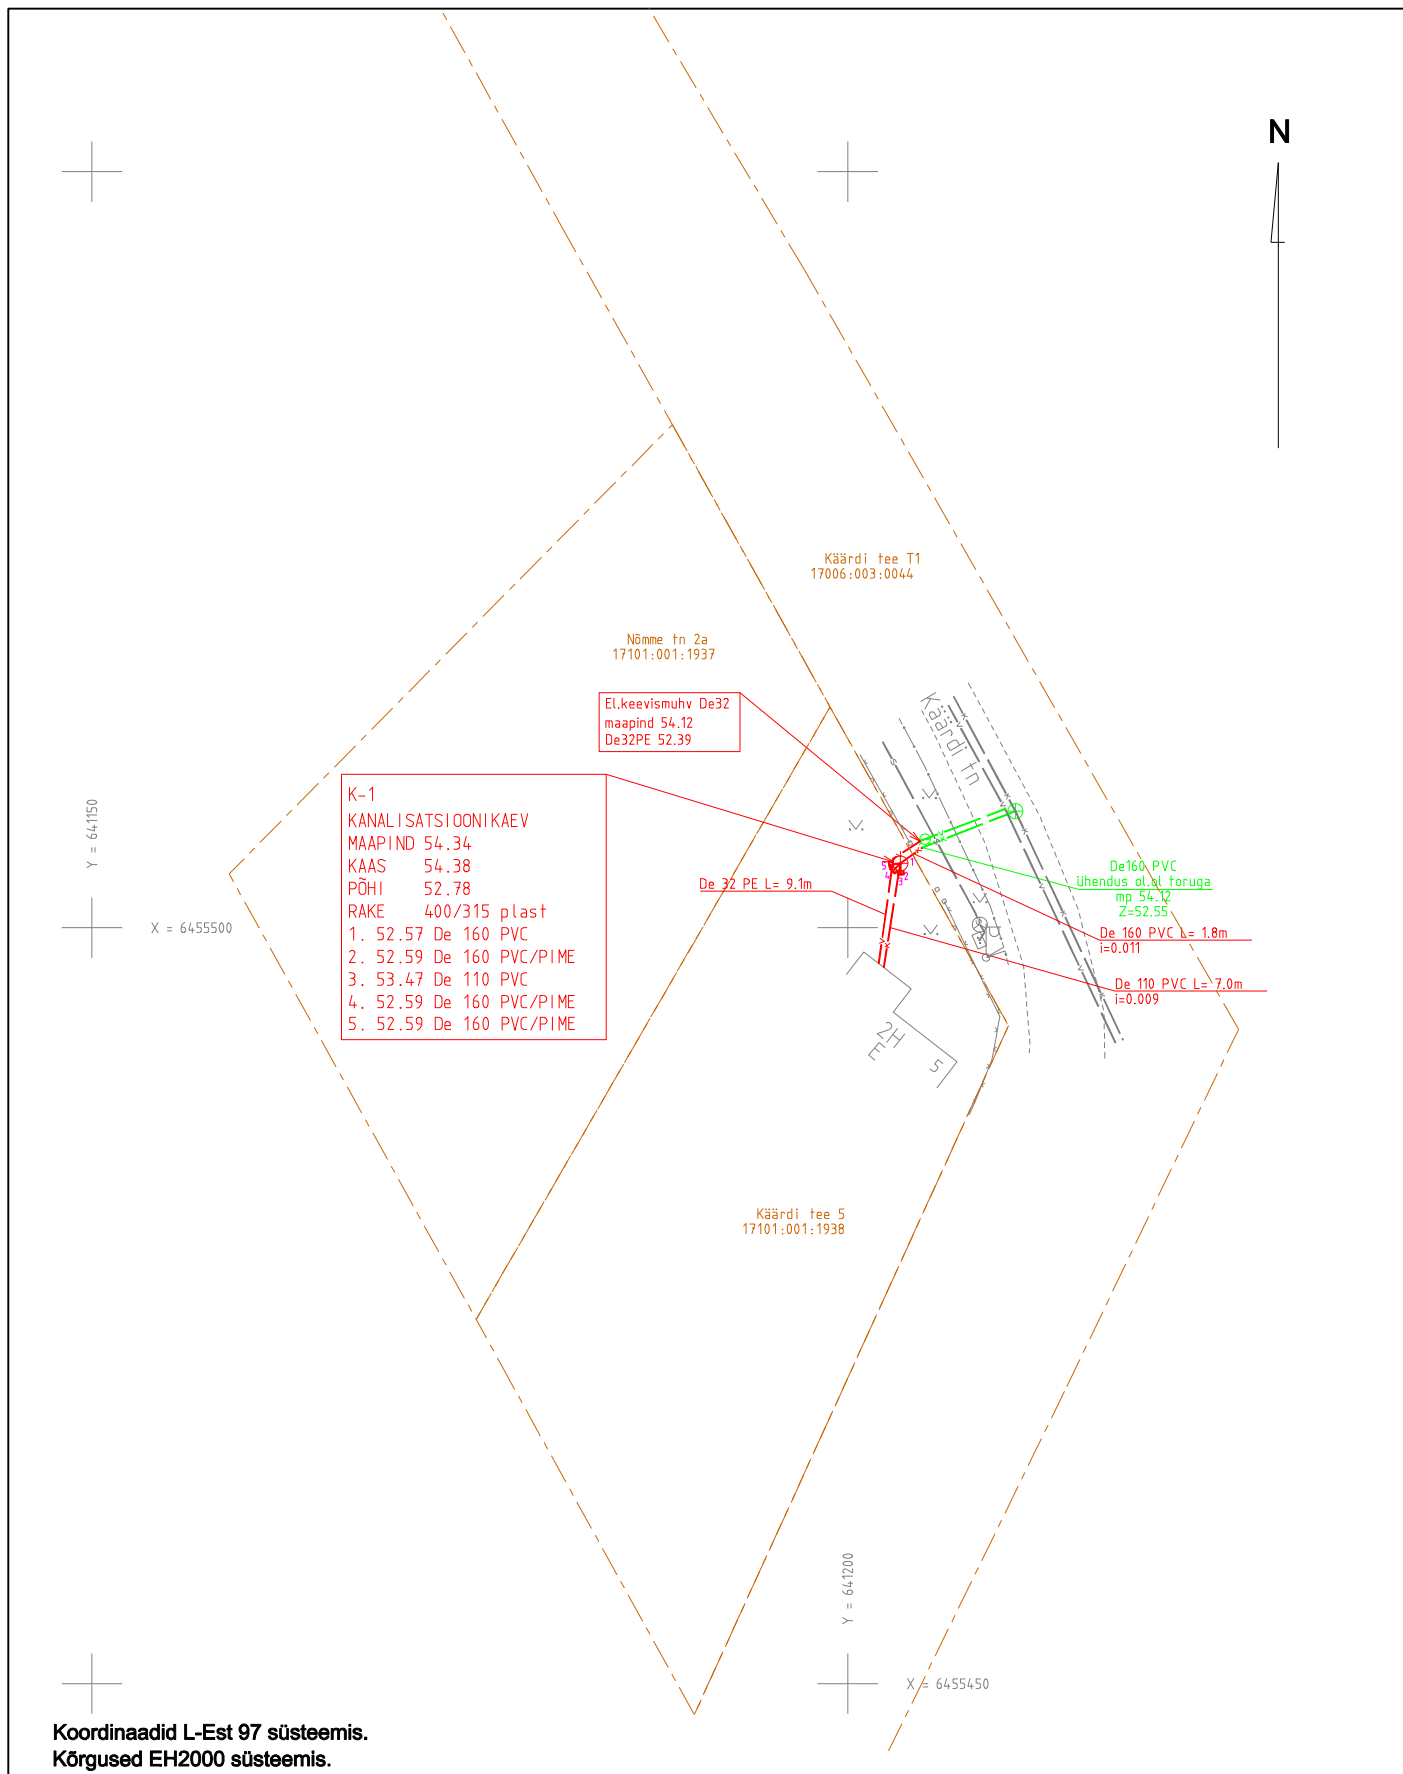 N
Käärdi tee T1
17006:003:0044
Nõmme tn 2a
17101:001:1937
El.keevismuhv De32
maapind 54.12
De32PE 52.39
Käärdi tn
K-1
KANALISATSIOONIKAEV
MAAPIND 54.34
KAAS 54.38
PÕHI 52.78
RAKE 400/315 plast
1. 52.57 De 160 PVC
2. 52.59 De 160 PVC/PIME
3. 53.47 De 110 PVC
4. 52.59 De 160 PVC/PIME
5. 52.59 De 160 PVC/PIME
Y = 641150
X = 6455500
5
1
4
3
2
De 32 PE L= 9.1m
De160 PVC
ühendus ol.ol toruga
mp 54.12
Z=52.55
De 160 PVC L= 1.8m
i=0.011
De 110 PVC L= 7.0m
i=0.009
2H
E
5
Käärdi tee 5
17101:001:1938
Y = 641200
X = 6455450
Koordinaadid L-Est 97 süsteemis.
Kõrgused EH2000 süsteemis.